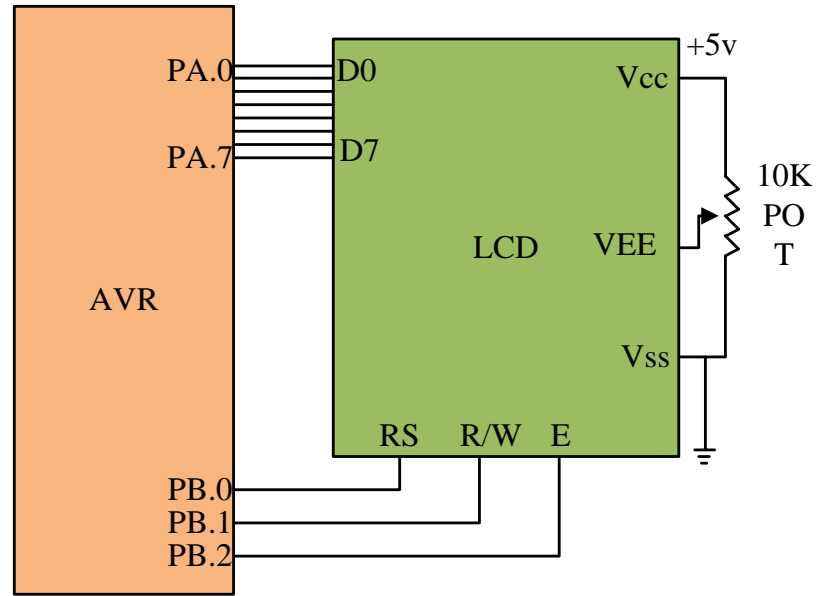 +5v
PA.0
D0
Vcc
PA.7
D7
10K
PO
T
AVR
LCD
VEE
Vss
RS R/W E
PB.0
PB.1
PB.2